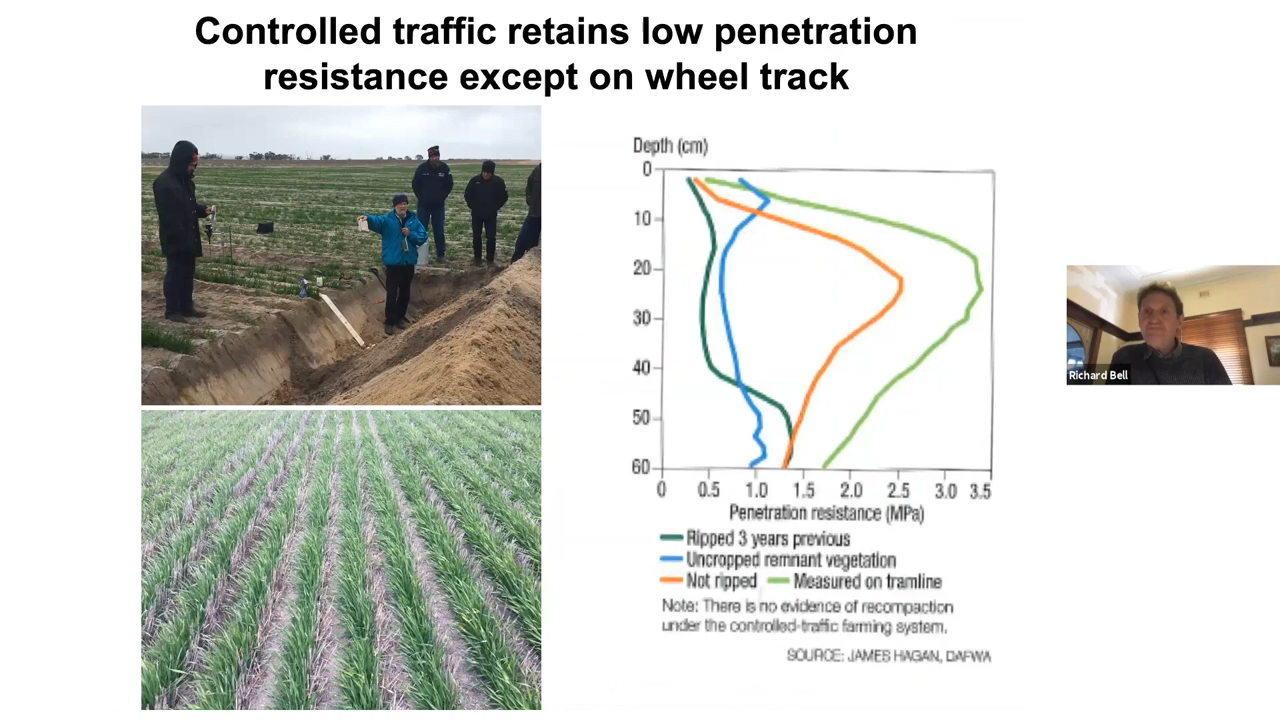 Controlled traffic retains low penetration
resistance except on wheel track
Depth (cm)
0
10
20
30
40
50
60
0 0.5 1.0 1.5 2.0 2.5 3.0 3.5
Penetration resistance (MPa)
Ripped 3 years previous
Uncropped remnant vegetation
Not ripped Measured on tramline
Note: There is no evidence of recompaction
under the controlled-traffic farming system.
SOURCE: JAMES HAGAN, DAFWA
Richard Bell